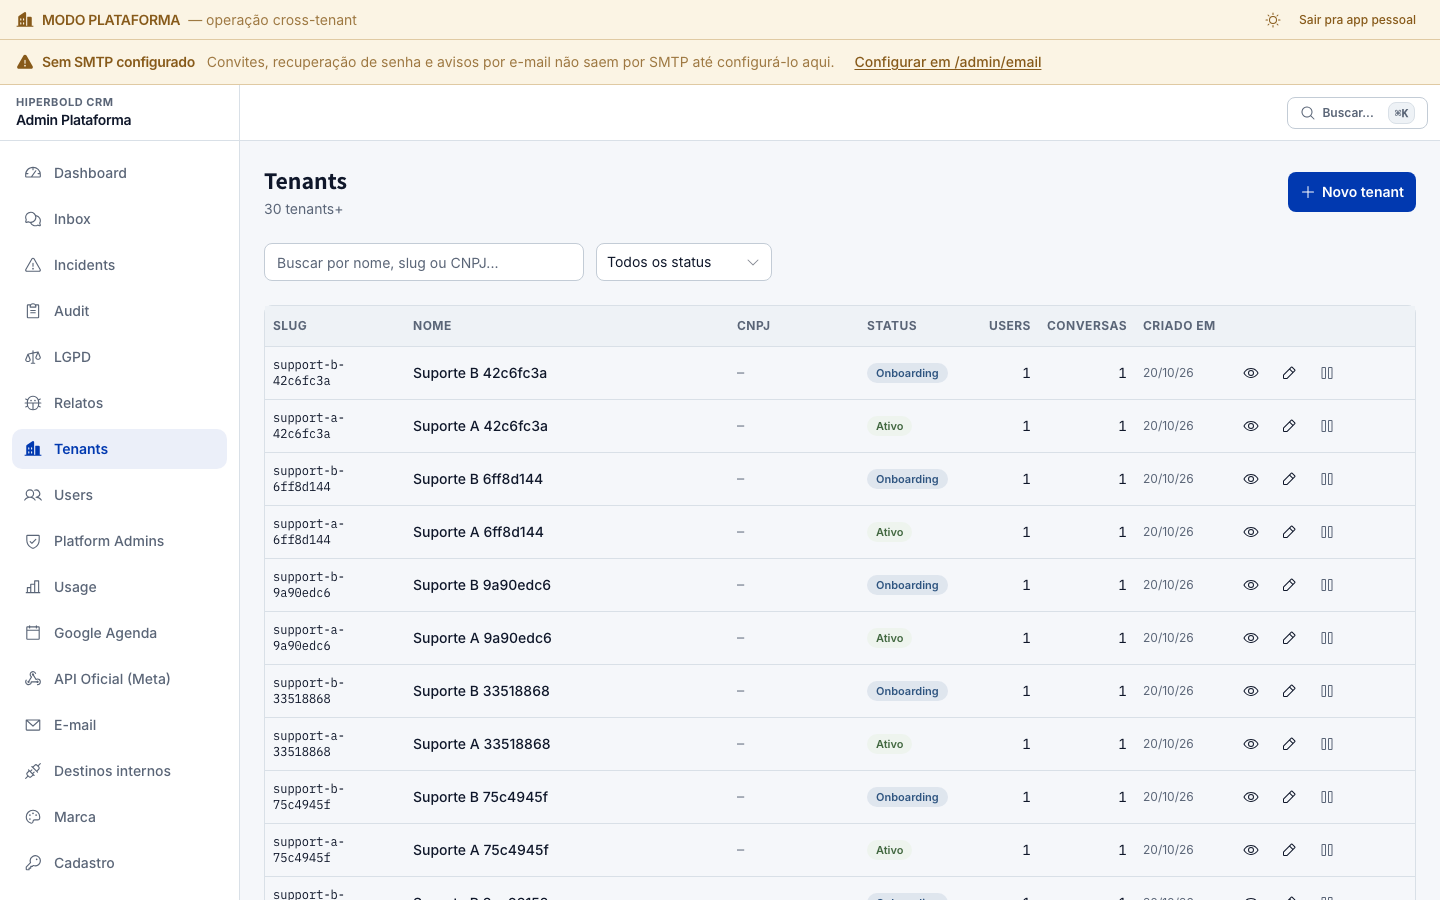 MODO PLATAFORMA — operação cross-tenant
Sair pra app pessoal
Sem SMTP configurado Convites, recuperação de senha e avisos por e-mail não saem por SMTP até configurá-lo aqui. Configurar em /admin/email
HIPERBOLD CRM
Admin Plataforma
Buscar... ⌘K
Dashboard
Inbox
Incidents
Audit
LGPD
Relatos
Tenants
Users
Platform Admins
Usage
Google Agenda
API Oficial (Meta)
E-mail
Destinos internos
Marca
Cadastro
Tenants
30 tenants+
Novo tenant
Buscar por nome, slug ou CNPJ...
Todos os status
SLUG NOME CNPJ STATUS USERS CONVERSAS CRIADO EM
support-b-
42c6fc3a
Suporte B 42c6fc3a — Onboarding 1 1 20/10/26
support-a-
42c6fc3a
Suporte A 42c6fc3a — Ativo 1 1 20/10/26
support-b-
6ff8d144
Suporte B 6ff8d144 — Onboarding 1 1 20/10/26
support-a-
6ff8d144
Suporte A 6ff8d144 — Ativo 1 1 20/10/26
support-b-
9a90edc6
Suporte B 9a90edc6 — Onboarding 1 1 20/10/26
support-a-
9a90edc6
Suporte A 9a90edc6 — Ativo 1 1 20/10/26
support-b-
33518868
Suporte B 33518868 — Onboarding 1 1 20/10/26
support-a-
33518868
Suporte A 33518868 — Ativo 1 1 20/10/26
support-b-
75c4945f
Suporte B 75c4945f — Onboarding 1 1 20/10/26
support-a-
75c4945f
Suporte A 75c4945f — Ativo 1 1 20/10/26
support-b-